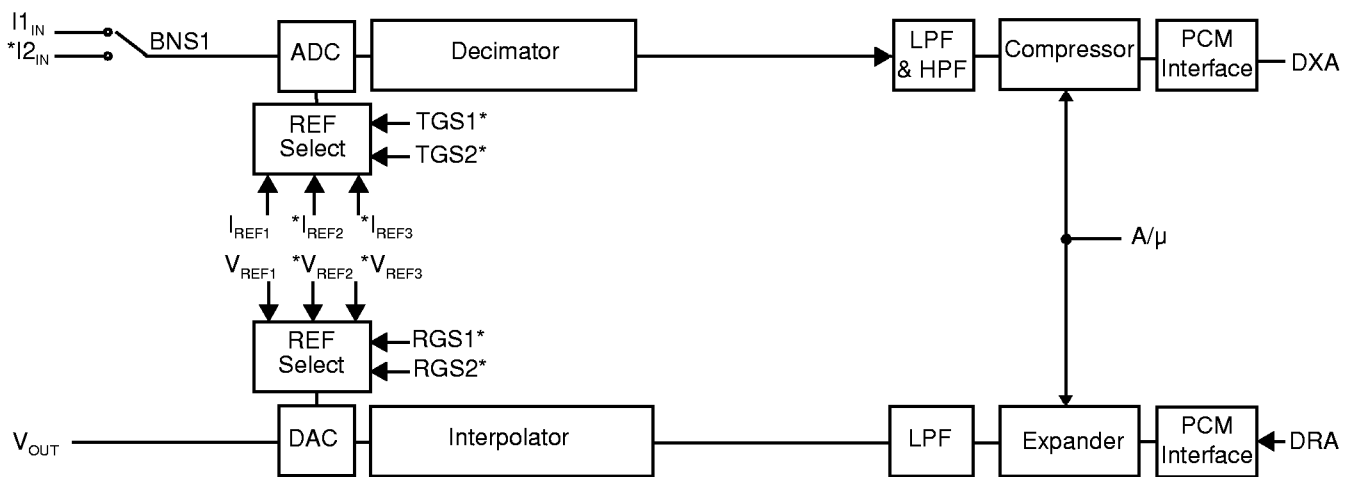 I1IN
*I2IN
BNS1
ADC
Decimator
LPF
& HPF
Compressor
PCM
Interface
DXA
REF
Select
TGS1*
TGS2*
IREF1 *IREF2 *IREF3
VREF1 *VREF2 *VREF3
A/µ
REF
Select
RGS1*
RGS2*
VOUT
DAC
Interpolator
LPF
Expander
PCM
Interface
DRA